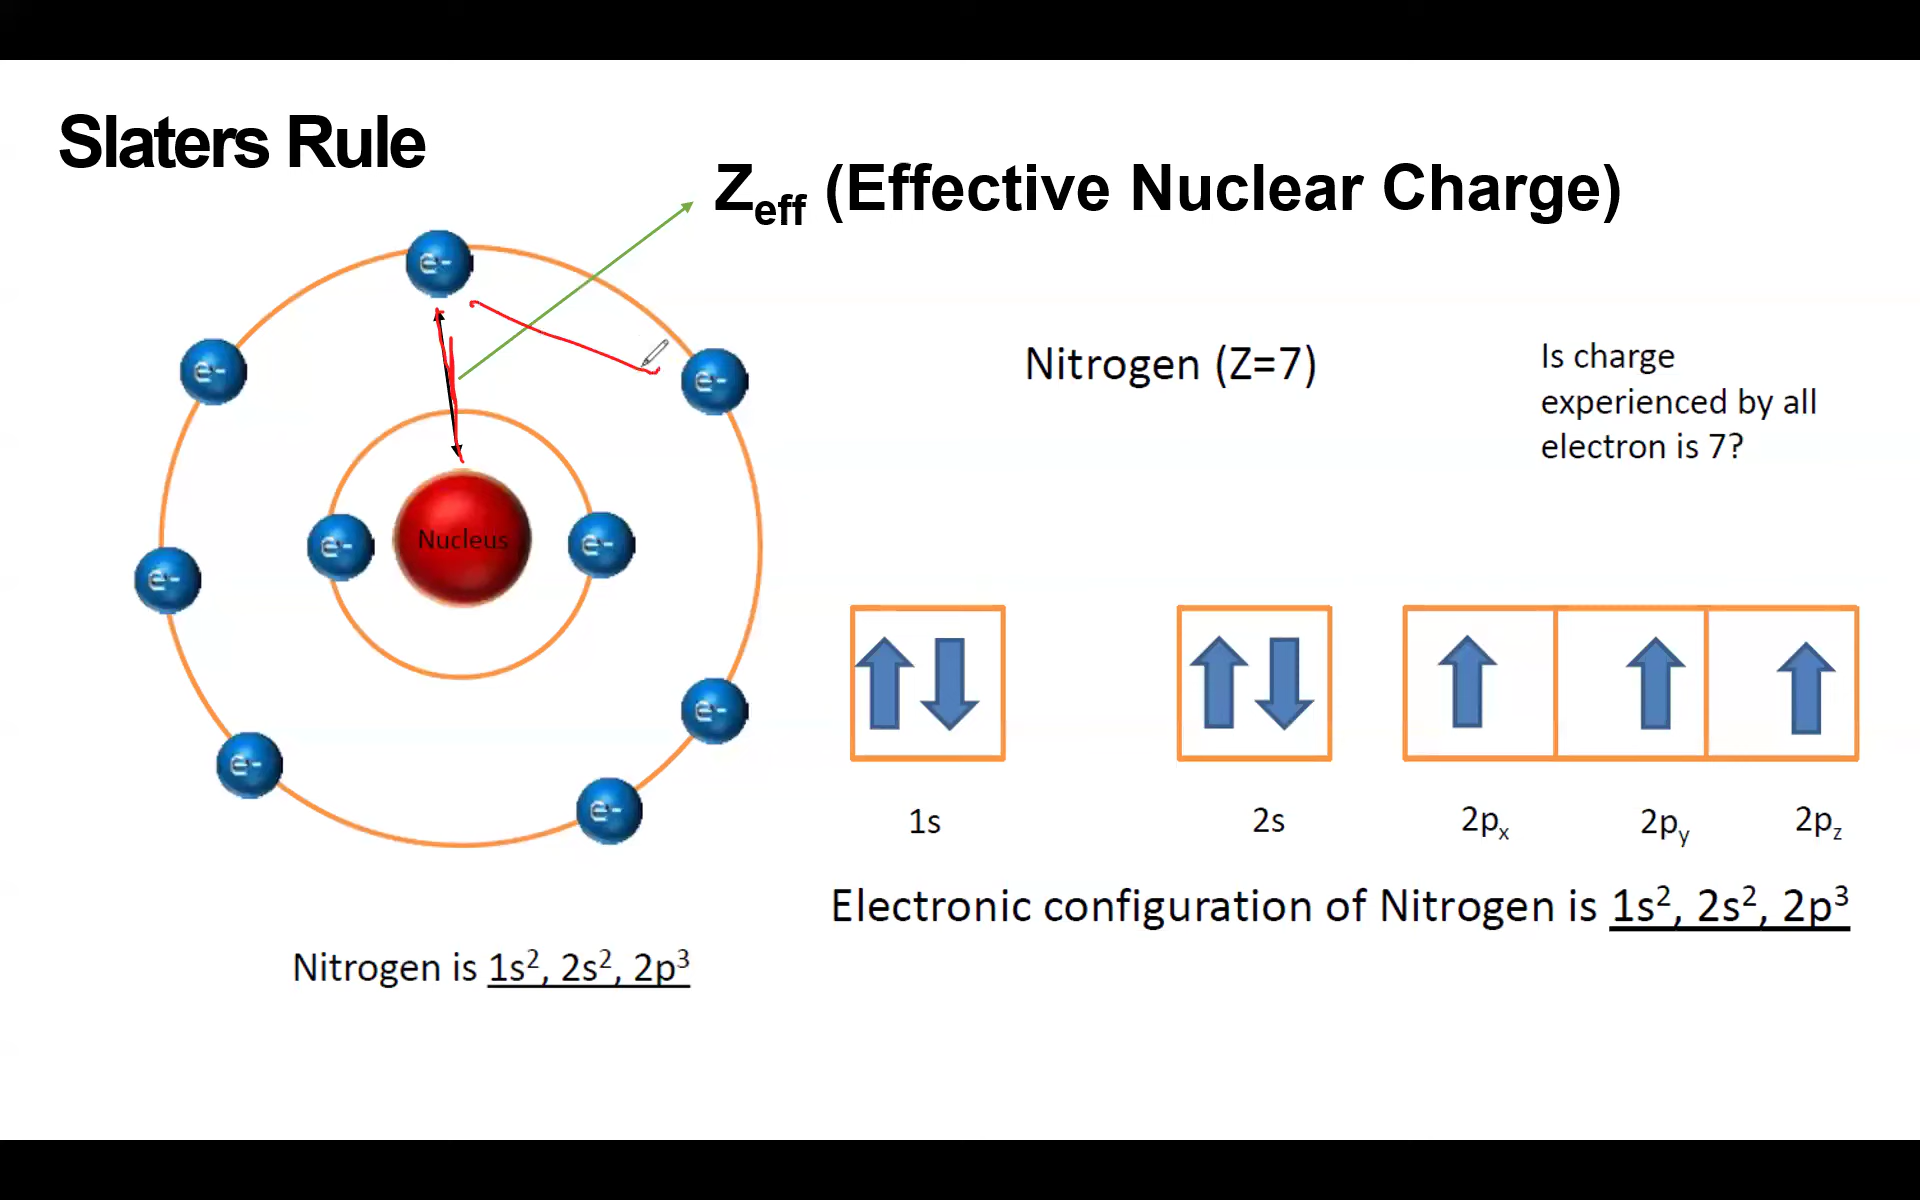 Slaters Rule
Zeff (Effective Nuclear Charge)
e-
e-
e-
Nitrogen (Z=7)
Is charge
experienced by all
electron is 7?
e-
Nucleus
e-
e-
e-
e-
e-
1s
2s
2px
2py
2pz
Electronic configuration of Nitrogen is 1s², 2s², 2p³
Nitrogen is 1s², 2s², 2p³